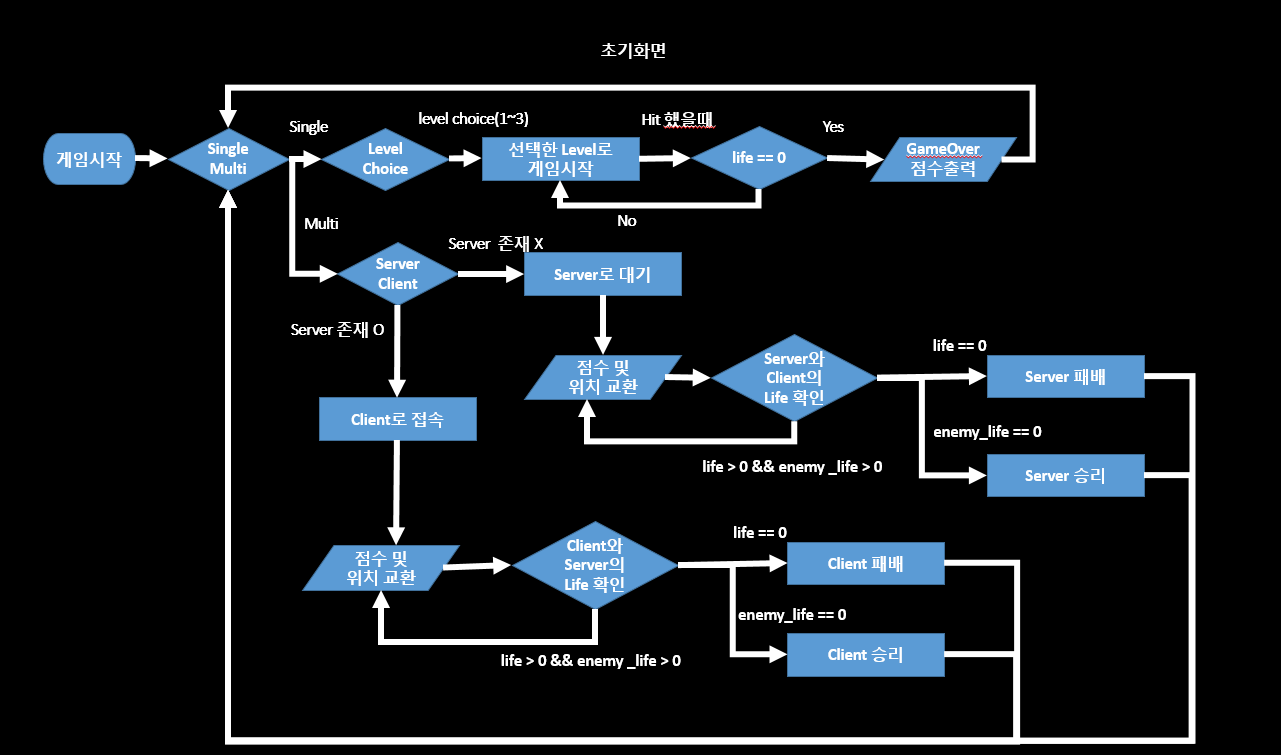 초기화면
게임시작
Single
Multi
Single
Level
Choice
level choice(1~3)
선택한 Level로
게임시작
Hit 했을때
life == 0
Yes
GameOver
점수출력
No
Multi
Server
Client
Server 존재 X
Server로 대기
Server 존재 O
점수 및
위치 교환
Server와
Client의
Life 확인
life == 0
Server 패배
enemy_life == 0
Server 승리
life > 0 && enemy _life > 0
Client로 접속
점수 및
위치 교환
Client와
Server의
Life 확인
life == 0
Client 패배
enemy_life == 0
Client 승리
life > 0 && enemy _life > 0